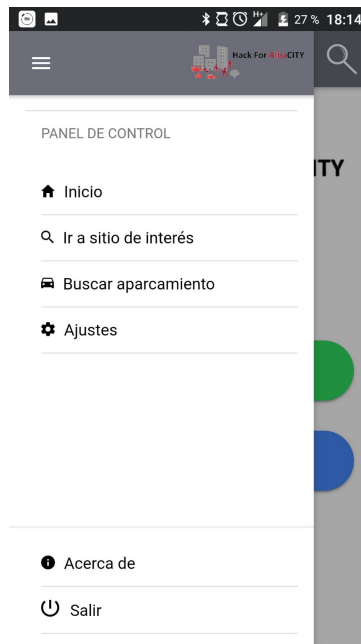 27 % 18:14
Hack For AlbaCITY
ITY
PANEL DE CONTROL
Inicio
Ir a sitio de interés
Buscar aparcamiento
Ajustes
Acerca de
Salir